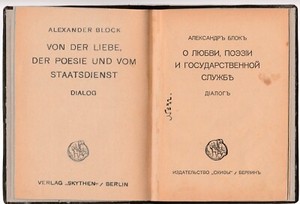 ALEXANDER BLOCK
VON DER LIEBE,
DER POESIE UND VOM
STAATSDIENST
DIALOG
VERLAG „SKYTHEN“ / BERLIN
АЛЕКСАНДРЪ БЛОКЪ
О ЛЮБВИ, ПОЭЗІИ
И ГОСУДАРСТВЕННОЙ
СЛУЖБѢ
ДІАЛОГЪ
ИЗДАТЕЛЬСТВО „СКИѲЫ“ / БЕРЛИНЪ